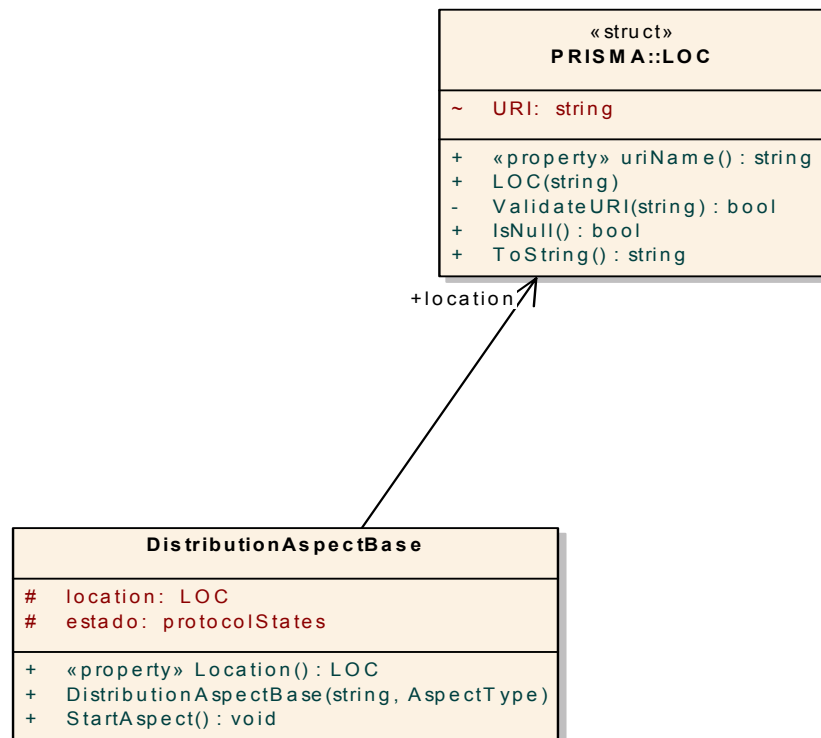 «struct»
PRISMA::LOC
~ URI: string
+ «property» uriName() : string
+ LOC(string)
- ValidateURI(string) : bool
+ IsNull() : bool
+ ToString() : string
+location
DistributionAspectBase
# location: LOC
# estado: protocolStates
+ «property» Location() : LOC
+ DistributionAspectBase(string, AspectType)
+ StartAspect() : void